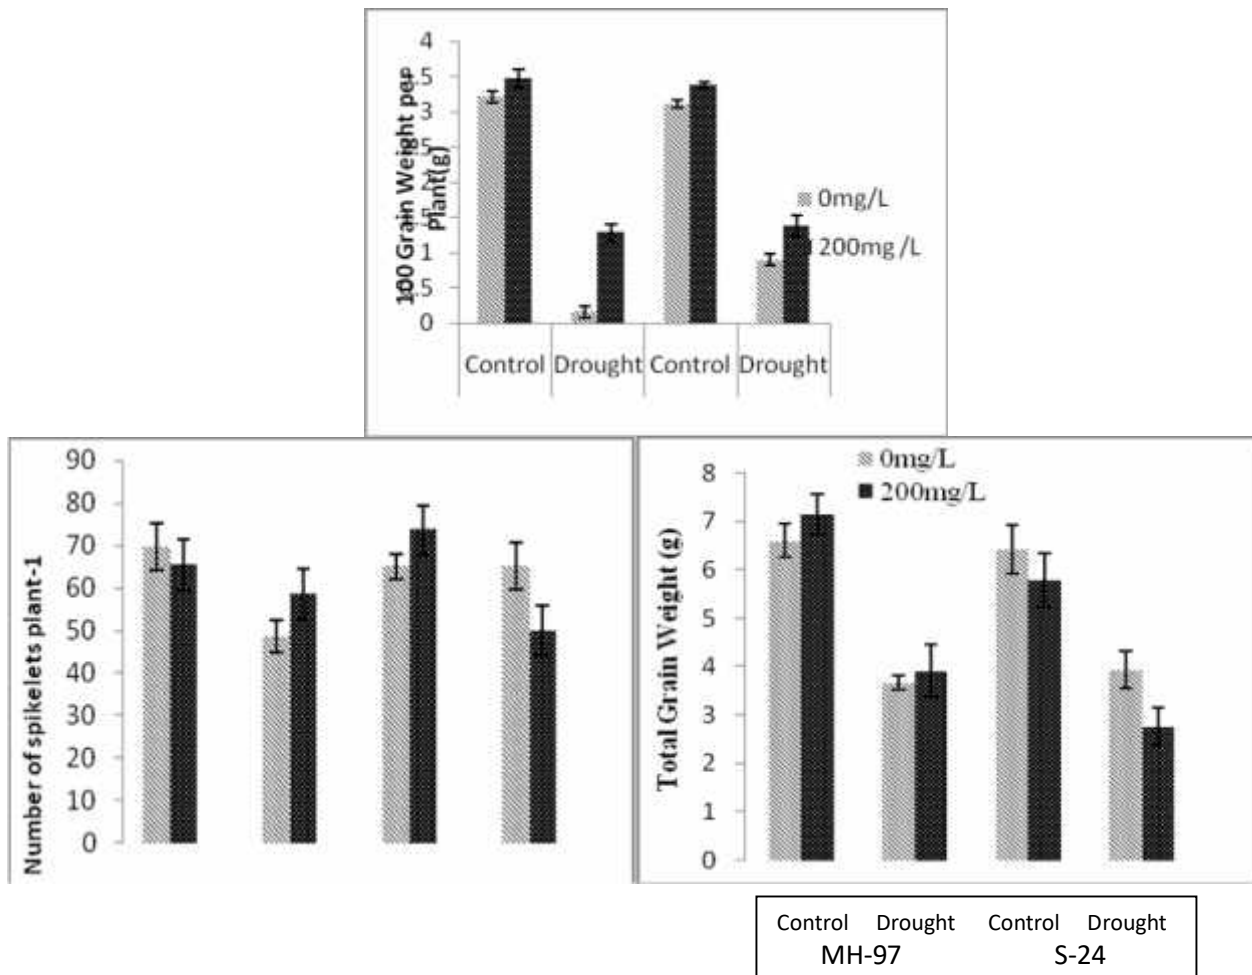 100 Grain Weight per
Plant(g)
4
3.5
3
2.5
2
1.5
1
0.5
0
Control Drought Control Drought
0mg/L
200mg /L
Number of spikelets plant-1
90
80
70
60
50
40
30
20
10
0
Total Grain Weight (g)
8
7
6
5
4
3
2
1
0
0mg/L
200mg/L
Control Drought Control Drought
MH-97 S-24